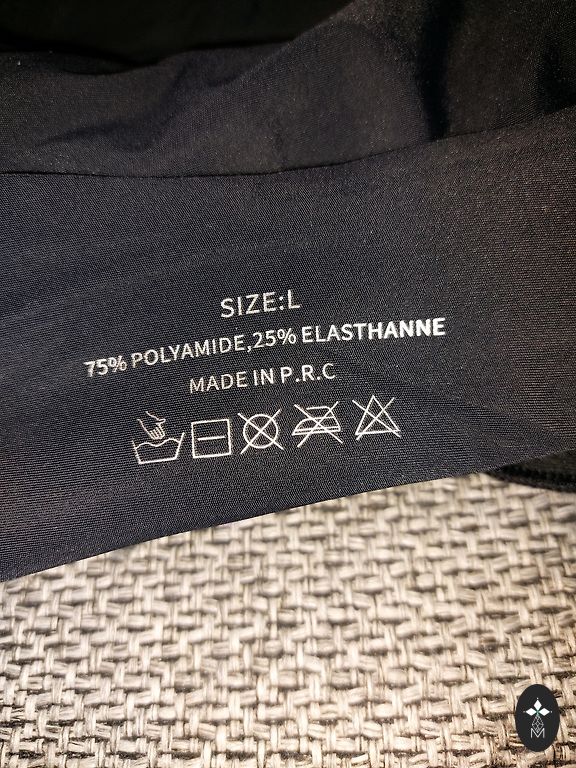 SIZE:L
75% POLYAMIDE,25% ELASTHANNE
MADE IN P.R.C
M